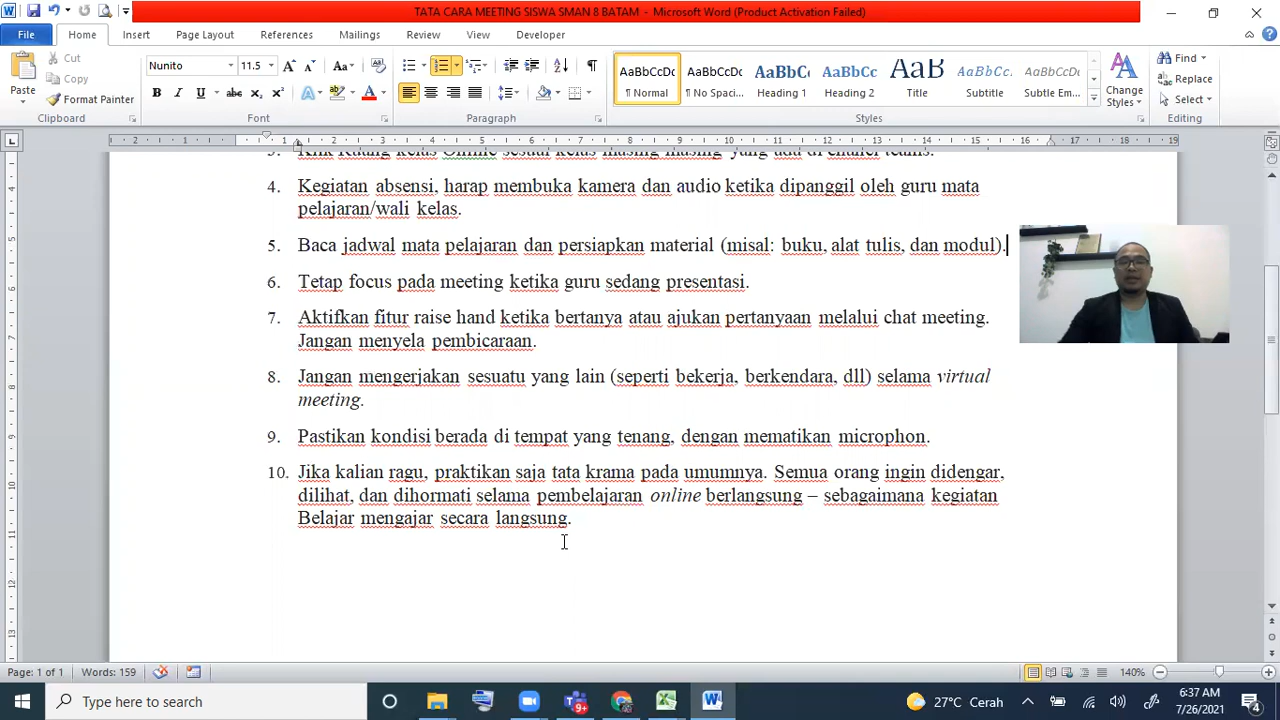 TATA CARA MEETING SISWA SMAN 8 BATAM - Microsoft Word (Product Activation Failed)
File Home Insert Page Layout References Mailings Review View Developer
Cut
Copy
Format Painter
Paste
Clipboard
Nunito 11.5
Font
Paragraph
AaBbCcDc AaBbCcDc AaBbC AaBbCc AaB AaBbCcL AaBbCcDc
¶ Normal ¶ No Spaci... Heading 1 Heading 2 Title Subtitle Subtle Em...
Change Styles
Styles
Find
Replace
Select
Editing
4. Kegiatan absensi, harap membuka kamera dan audio ketika dipanggil oleh guru mata
pelajaran/wali kelas.
5. Baca jadwal mata pelajaran dan persiapkan material (misal: buku, alat tulis, dan modul).
6. Tetap focus pada meeting ketika guru sedang presentasi.
7. Aktifkan fitur raise hand ketika bertanya atau ajukan pertanyaan melalui chat meeting.
Jangan menyela pembicaraan.
8. Jangan mengerjakan sesuatu yang lain (seperti bekerja, berkendara, dll) selama virtual
meeting.
9. Pastikan kondisi berada di tempat yang tenang, dengan mematikan microphon.
10. Jika kalian ragu, praktikan saja tata krama pada umumnya. Semua orang ingin didengar,
dilihat, dan dihormati selama pembelajaran online berlangsung – sebagaimana kegiatan
Belajar mengajar secara langsung.
Page: 1 of 1 Words: 159 140%
Type here to search 27°C Cerah 6:37 AM
7/26/2021